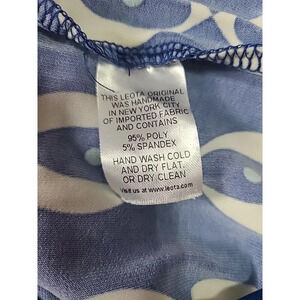 THIS LEOTA ORIGINAL
WAS HANDMADE
IN NEW YORK CITY
OF IMPORTED FABRIC
AND CONTAINS
95% POLY
5% SPANDEX
HAND WASH COLD
AND DRY FLAT.
OR DRY CLEAN
Visit us at www.leota.com